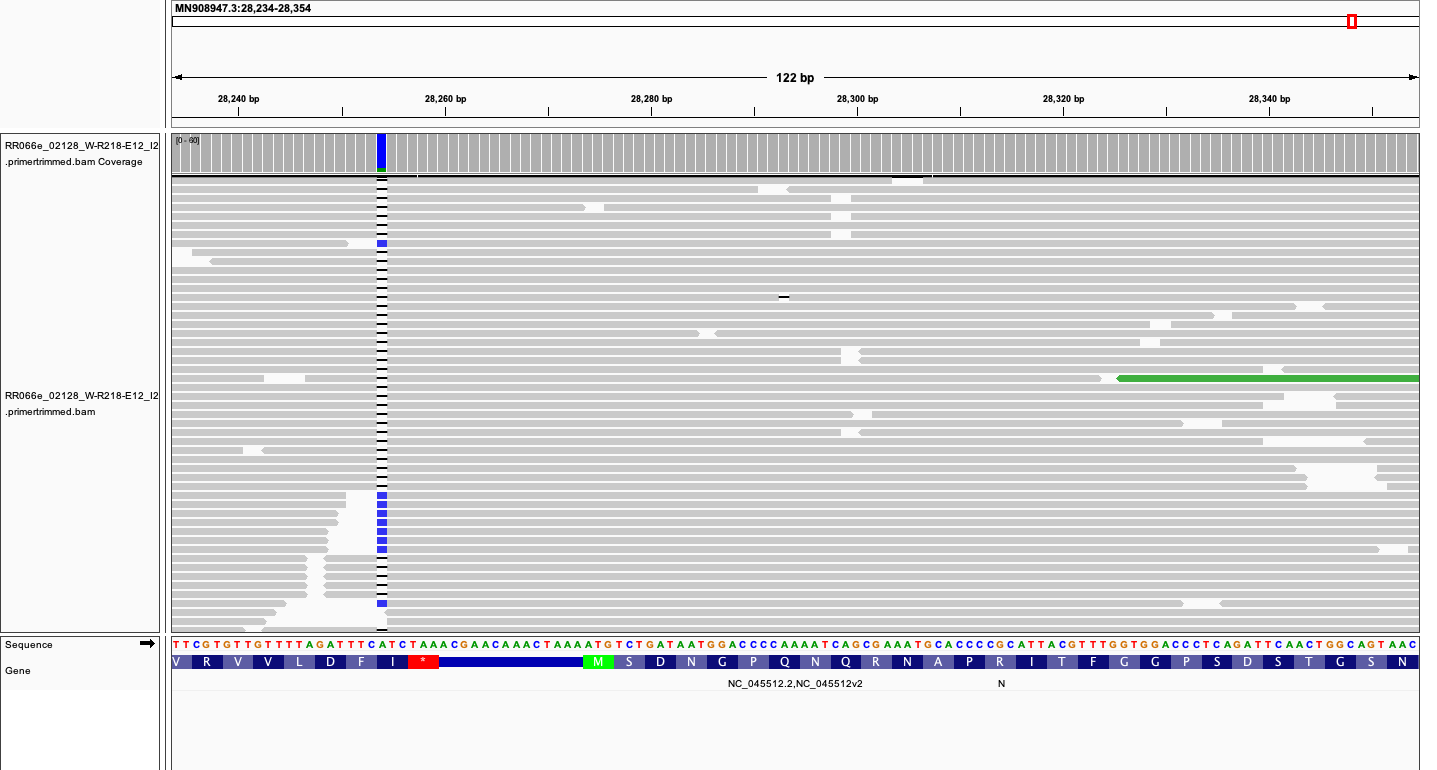 MN908947.3:28,234-28,354
122 bp
28,240 bp 28,260 bp 28,280 bp 28,300 bp 28,320 bp 28,340 bp
RR066e_02128_W-R218-E12_I2
.primertrimmed.bam Coverage
[0 - 60]
RR066e_02128_W-R218-E12_I2
.primertrimmed.bam
Sequence
TTCGTGTTGTTTTAGATTTCATCTAAACGAACAAACTAAAATGTCTGATAATGGACCCCAAAATCAGCGAAATGCACCCCGCATTACGTTTGGTGGACCCTCAGATTCAACTGGCAGTAAC
Gene
V R V V L D F I * M S D N G P Q N Q R N A P R I T F G G P S D S T G S N
NC_045512.2,NC_045512v2 N